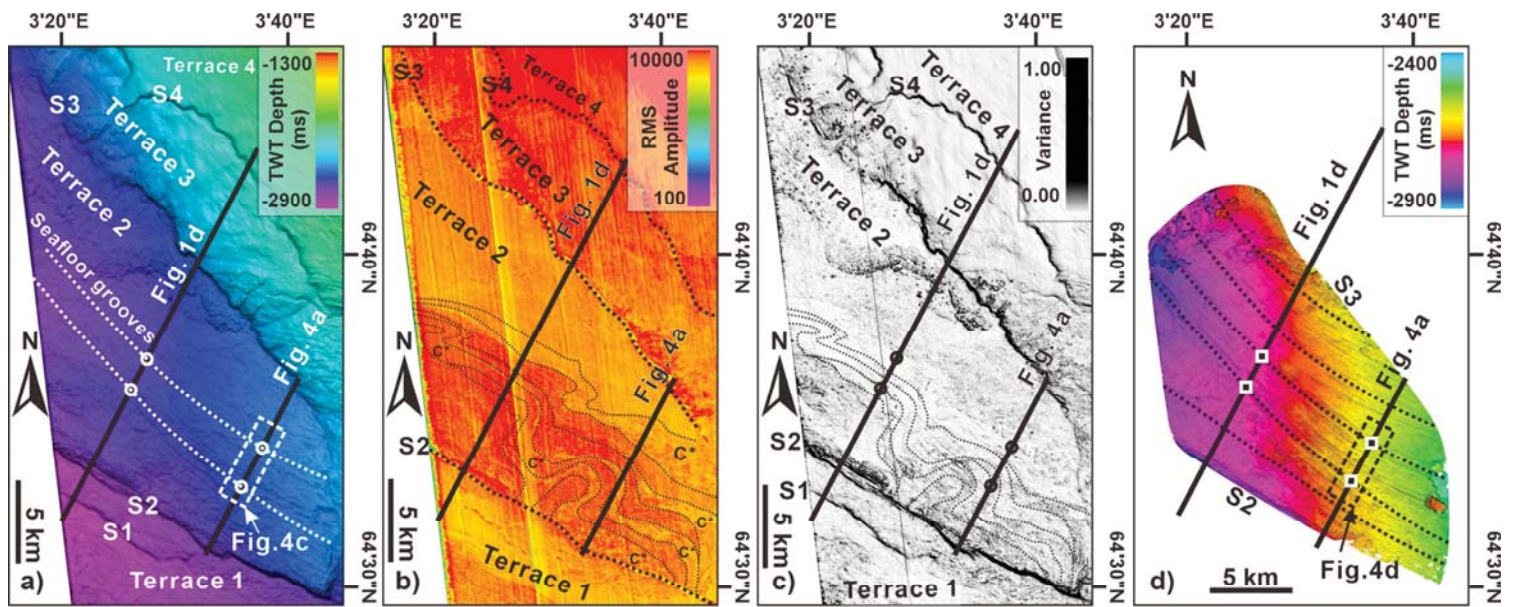 3'20"E
3'40"E
3'20"E
3'40"E
3'20"E
3'40"E
3'20"E
3'40"E
Terrace 4
-1300
TWT Depth
(ms)
-2900
S4
S3
Terrace 3
Terrace 2
Fig. 1d
Seafloor grooves
N
Fig. 4a
5 km
S2
S1
Fig.4c
a)
Terrace 1
S3
S4
Terrace 4
10000
RMS
Amplitude
100
Terrace 3
Fig. 1d
Terrace 2
64'40"N
N
C*
Fig. 4a
S2
C*
5 km
C*
C*
C*
C*
b)
Terrace 1
64'30"N
S4
Terrace 4
S3
Terrace 3
1.00
Variance
0.00
Fig. 1d
Terrace 2
64'40"N
N
Fig. 4a
S2
S1
5 km
c)
Terrace 1
64'30"N
N
-2400
TWT Depth
(ms)
-2900
Fig. 1d
64'40"N
S3
Fig. 4a
S2
d)
5 km
Fig.4d
64'30"N